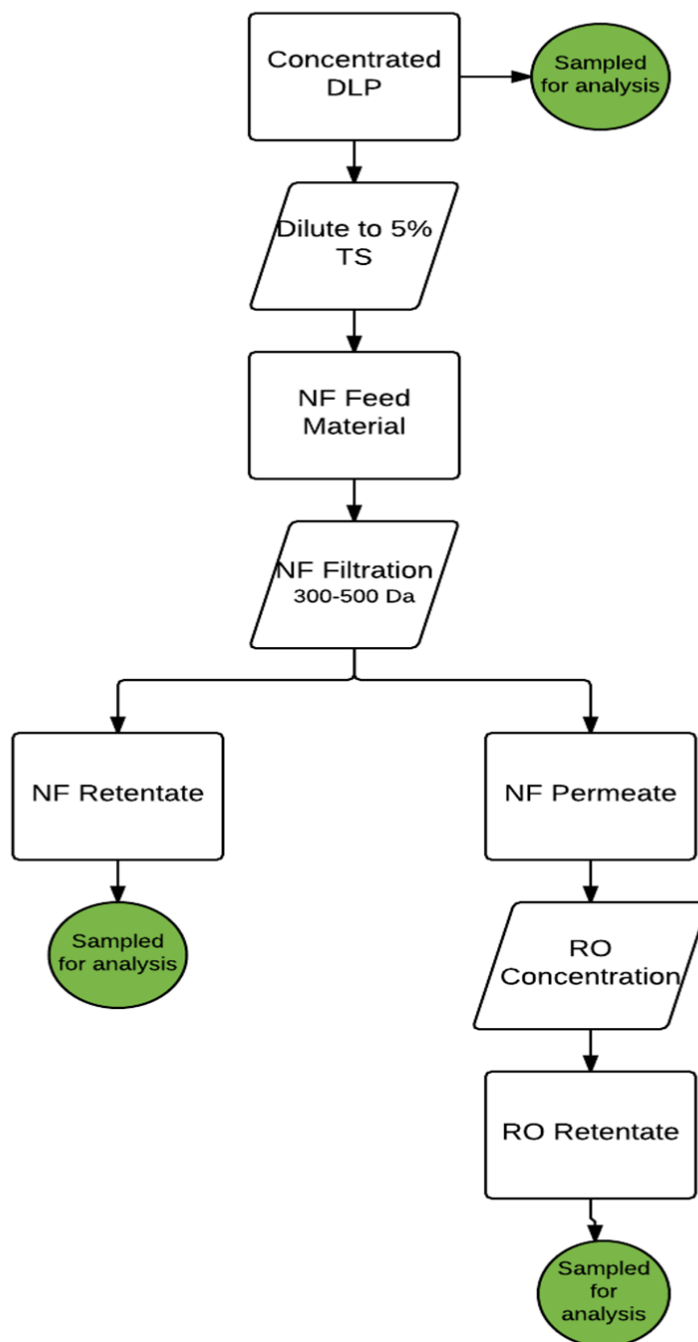 Concentrated
DLP
Sampled
for analysis
Dilute to 5%
TS
NF Feed
Material
NF Filtration
300-500 Da
NF Retentate
NF Permeate
Sampled
for analysis
RO
Concentration
RO Retentate
Sampled
for
analysis